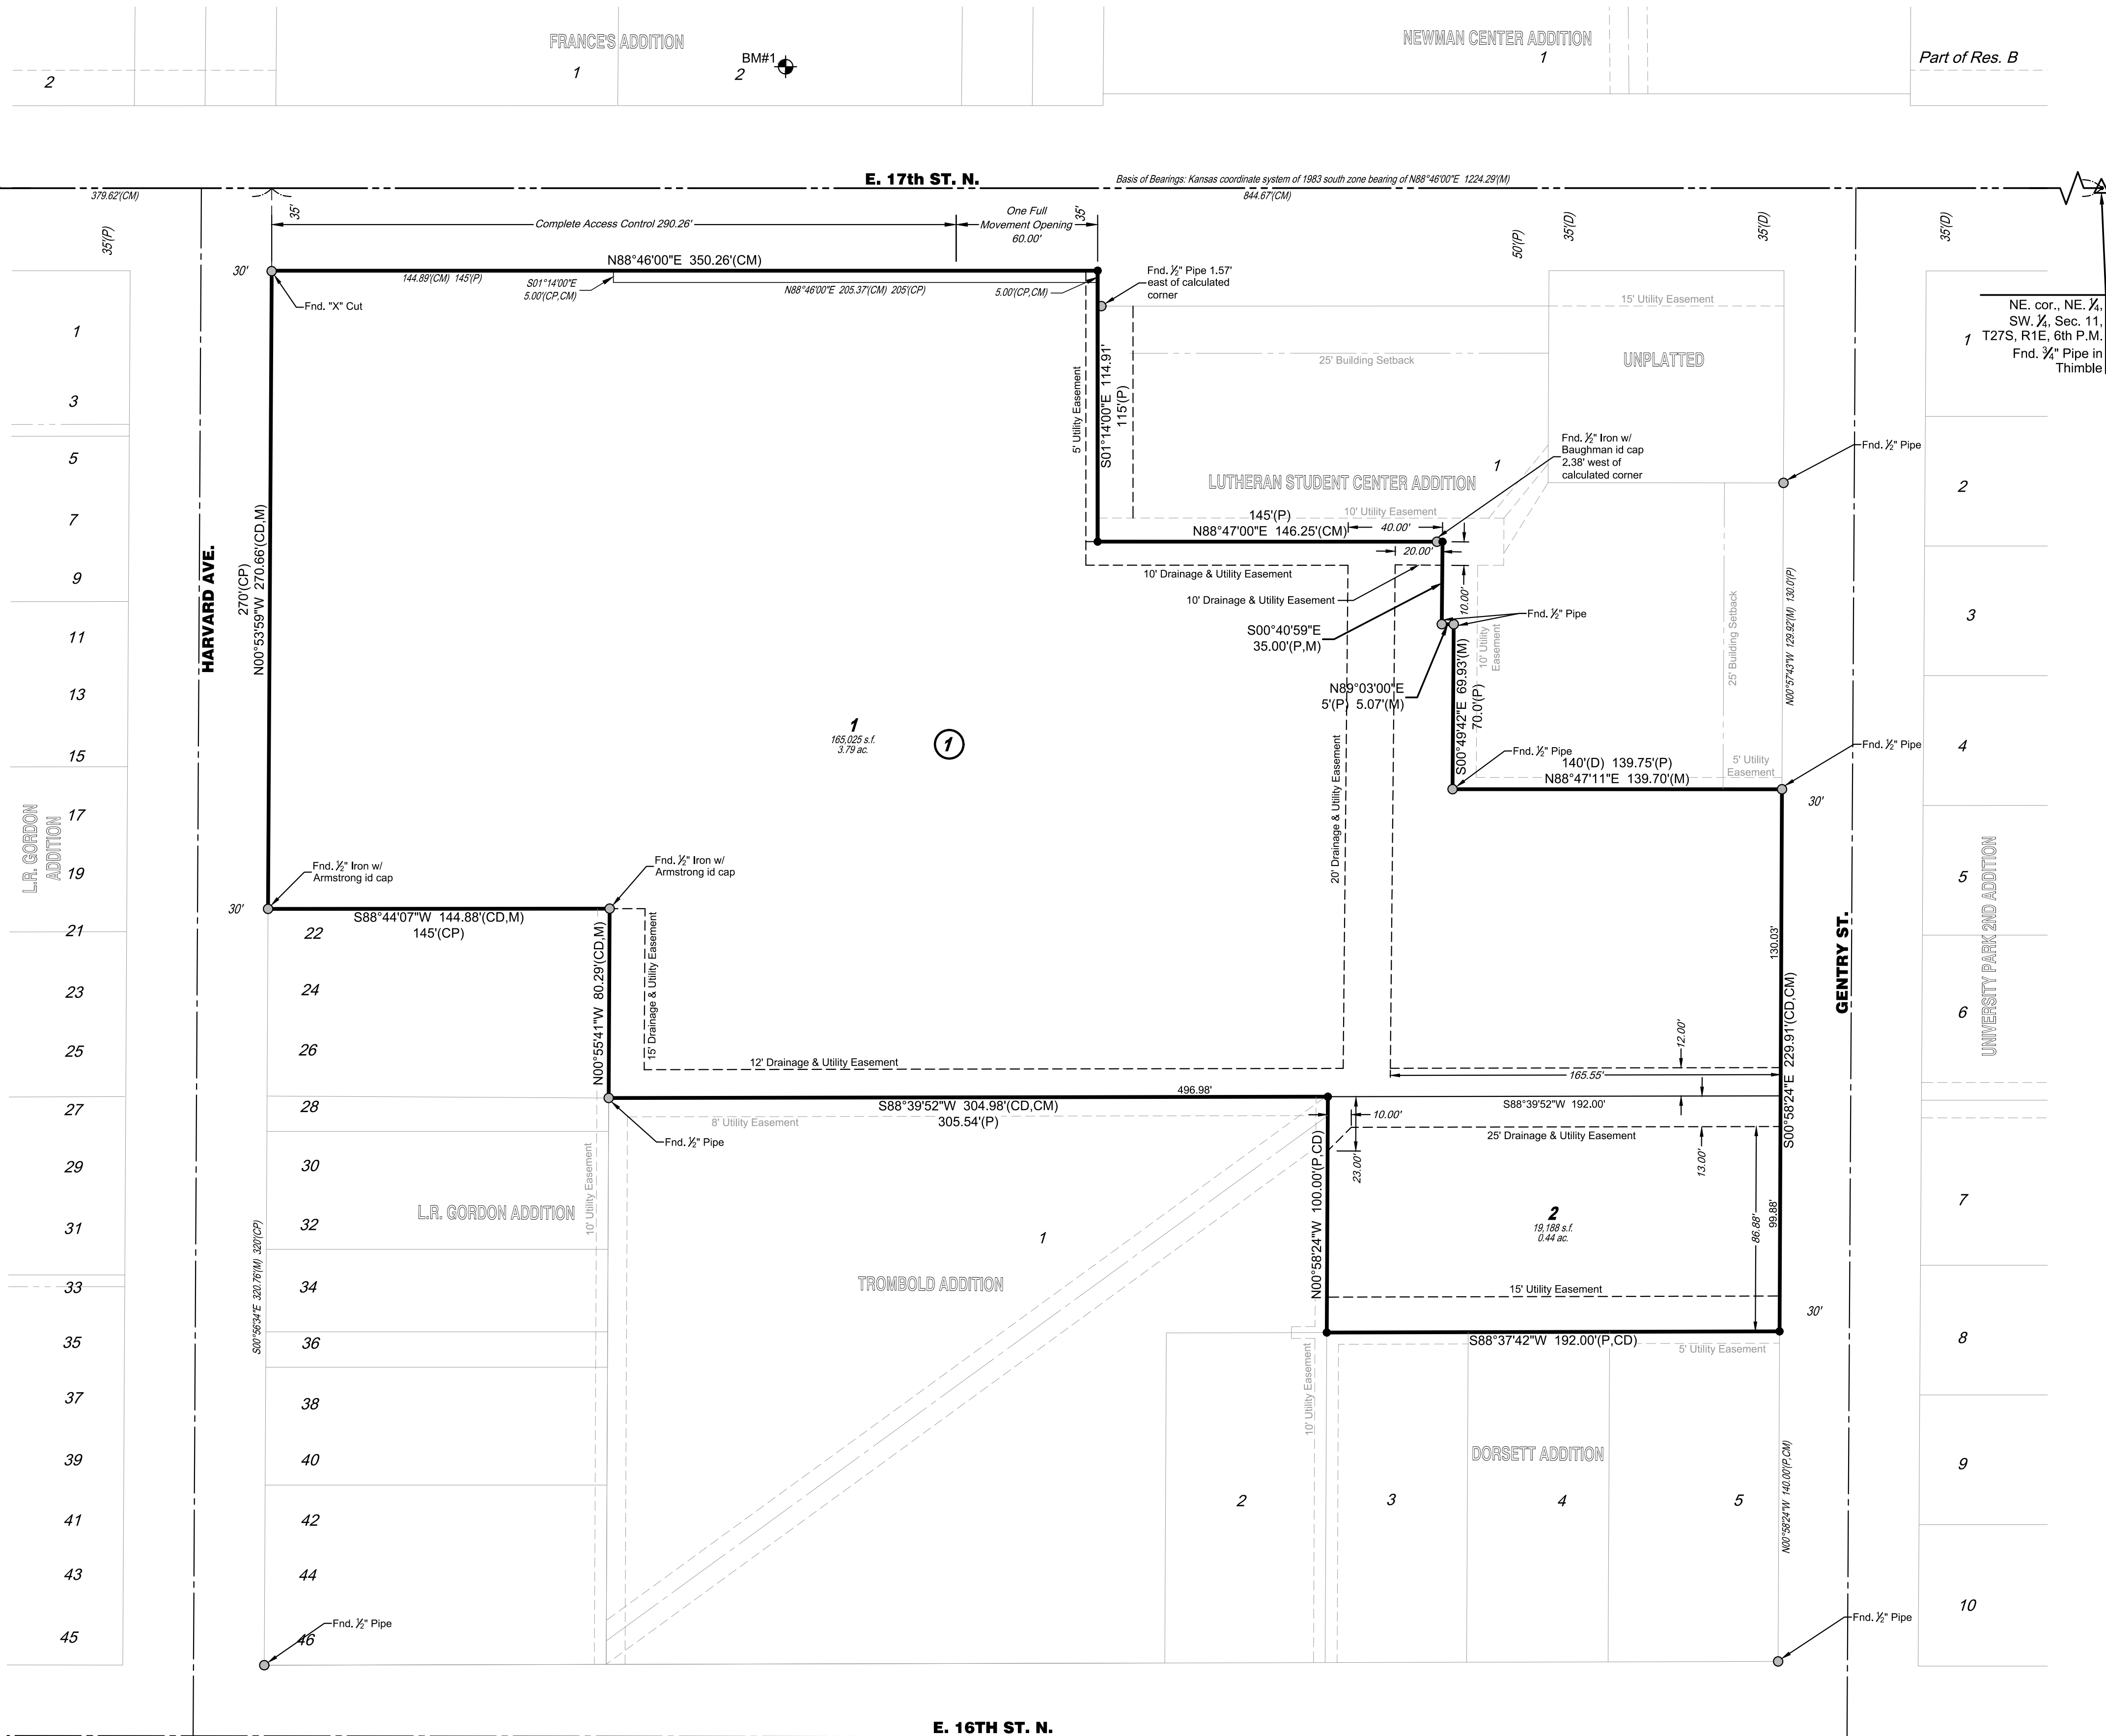 FRANCE'S ADDITION
NEWMAN CENTER ADDITION
2
1
2
BM#1
1
Part of Res. B
E. 17th ST. N.
Basis of Bearings: Kansas coordinate system of 1983 south zone bearing of N88°46'00"E 1224.29'(M)
379.62'(CM)
844.67'(CM)
35'(P)
35'
Complete Access Control 290.26'
One Full
Movement Opening
60.00'
35'
50'(P)
35'(D)
35'(D)
35'(D)
30'
N88°46'00"E 350.26'(CM)
144.89'(CM) 145'(P)
S01°14'00"E
5.00'(CP,CM)
N88°46'00"E 205.37'(CM) 205'(CP)
5.00'(CP,CM)
Fnd. "X" Cut
Fnd. ½" Pipe 1.57'
east of calculated
corner
15' Utility Easement
25' Building Setback
UNPLATTED
NE. cor., NE. ¼,
SW. ¼, Sec. 11,
T27S, R1E, 6th P.M.
Fnd. ¾" Pipe in
Thimble
1
3
5
7
9
11
13
15
17
19
21
23
25
27
29
31
33
35
37
39
41
43
45
L.R. GORDON
ADDITION
HARVARD AVE.
270'(CP)
N00°53'59"W 270.66'(CD,M)
5' Utility Easement
S01°14'00"E 114.91'
115'(P)
LUTHERAN STUDENT CENTER ADDITION
1
Fnd. ½" Iron w/
Baughman id cap
2.38' west of
calculated corner
Fnd. ½" Pipe
10' Utility Easement
145'(P)
N88°47'00"E 146.25'(CM)
40.00'
20.00'
10.00'
10' Drainage & Utility Easement
10' Drainage & Utility Easement
Fnd. ½" Pipe
S00°40'59"E
35.00'(P,M)
10' Utility
Easement
N89°03'00"E
5'(P) 5.07'(M)
S00°49'42"E 69.93'(M)
70.0'(P)
25' Building Setback
N00°57'43"W 129.92'(M) 130.0'(P)
1
165,025 s.f.
3.79 ac.
1
Fnd. ½" Pipe
140'(D) 139.75'(P)
N88°47'11"E 139.70'(M)
5' Utility
Easement
Fnd. ½" Pipe
30'
20' Drainage & Utility Easement
1
2
3
4
5
6
7
8
9
10
UNIVERSITY PARK 2ND ADDITION
GENTRY ST.
Fnd. ½" Iron w/
Armstrong id cap
Fnd. ½" Iron w/
Armstrong id cap
30'
S88°44'07"W 144.88'(CD,M)
145'(CP)
N00°55'41"W 80.29'(CD,M)
15' Drainage & Utility Easement
12' Drainage & Utility Easement
130.03'
S00°58'24"E 229.91'(CD,CM)
12.00'
165.55'
496.98'
S88°39'52"W 304.98'(CD,CM)
305.54'(P)
S88°39'52"W 192.00'
8' Utility Easement
Fnd. ½" Pipe
10.00'
23.00'
25' Drainage & Utility Easement
13.00'
N00°58'24"W 100.00'(P,CD)
2
19,188 s.f.
0.44 ac.
86.88'
99.88'
15' Utility Easement
30'
S88°37'42"W 192.00'(P,CD)
5' Utility Easement
22
24
26
28
30
32
34
36
38
40
42
44
46
L.R. GORDON ADDITION
10' Utility Easement
S00°56'34"E 320.76'(M) 320'(CP)
1
TROMBOLD ADDITION
10' Utility Easement
DORSETT ADDITION
2
3
4
5
N00°58'24"W 140.00'(P,CM)
Fnd. ½" Pipe
Fnd. ½" Pipe
E. 16TH ST. N.